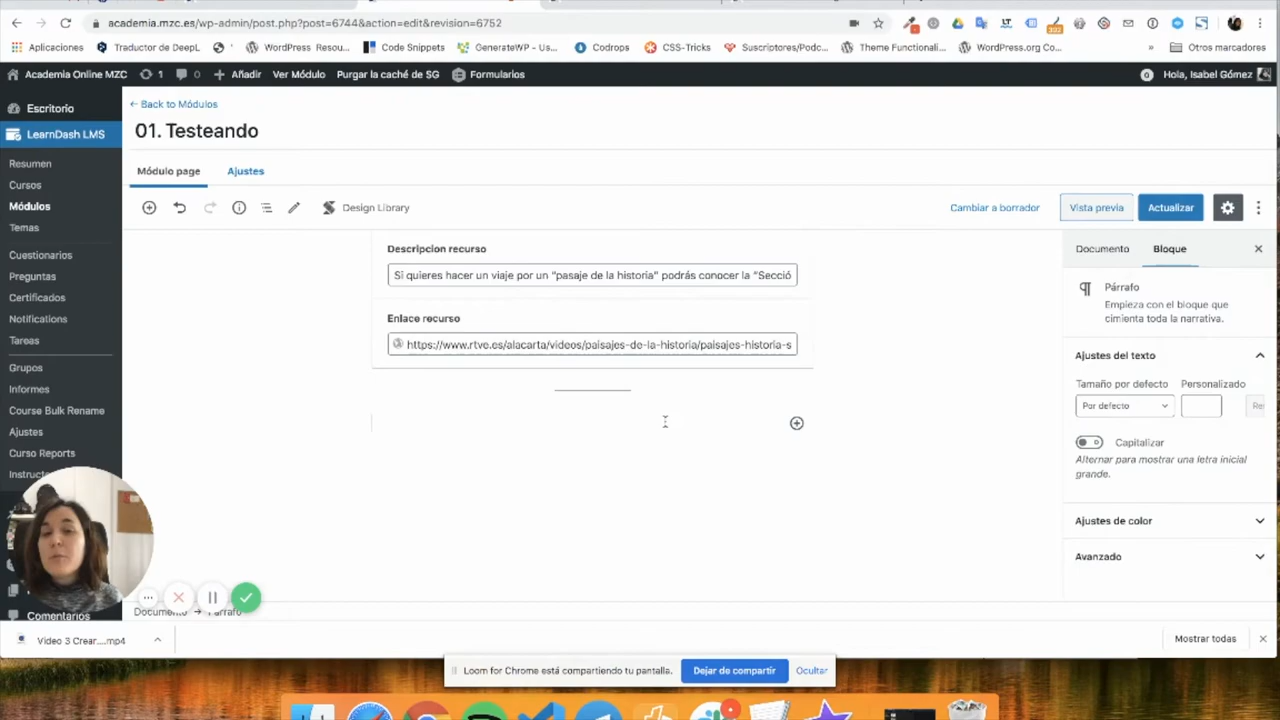 academia.mzc.es/wp-admin/post.php?post=6744&action=edit&revision=6752
Aplicaciones
Traductor de DeepL
WordPress Resou...
Code Snippets
GenerateWP - Us...
Codrops
CSS-Tricks
Suscriptores/Podc...
Theme Functionali...
WordPress.org Co...
»
Otros marcadores
Academia Online MZC
1
0
+ Añadir
Ver Módulo
Purgar la caché de SG
Formularios
0
Hola, Isabel Gómez
Escritorio
LearnDash LMS
Resumen
Cursos
Módulos
Temas
Cuestionarios
Preguntas
Certificados
Notifications
Tareas
Grupos
Informes
Course Bulk Rename
Ajustes
Curso Reports
Comentarios
← Back to Módulos
01. Testeando
Módulo page
Ajustes
Design Library
Cambiar a borrador
Vista previa
Actualizar
Descripcion recurso
Si quieres hacer un viaje por un "pasaje de la historia" podrás conocer la "Secció
Enlace recurso
https://www.rtve.es/alacarta/videos/paisajes-de-la-historia/paisajes-historia-s
Documento
Bloque
Párrafo
Empieza con el bloque que
cimienta toda la narrativa.
Ajustes del texto
Tamaño por defecto
Personalizado
Por defecto
Capitalizar
Alternar para mostrar una letra inicial
grande.
Ajustes de color
Avanzado
→ Párrafo
Video 3 Crear....mp4
Mostrar todas
Loom for Chrome está compartiendo tu pantalla.
Dejar de compartir
Ocultar